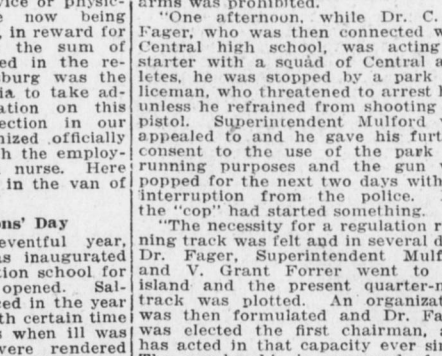 vice or physic-
e now being
, in reward for
the sum of
ed in the re-
sburg was the
ia to take ad-
ation on this
ection in our
nized officially
h the employ-
nurse. Here
in the van of
ons' Day
eventful year,
as inaugurated
tion school for
opened. Sal-
ced in the year
th certain time
s when ill was
were rendered
arms was prohibited.
"One afternoon, while Dr. C.
Fager, who was then connected w
Central high school, was acting
starter with a squad of Central a
letes, he was stopped by a park
liceman, who threatened to arrest h
unless he refrained from shooting
pistol. Superintendent Mulford w
appealed to and he gave his furt
consent to the use of the park
running purposes and the gun w
popped for the next two days with
interruption from the police.
the "cop" had started something.
"The necessity for a regulation r
ning track was felt and in several d
Dr. Fager, Superintendent Mulf
and V. Grant Forrer went to
island and the present quarter-m
track was plotted. An organizat
was then formulated and Dr. Fa
was elected the first chairman, a
has acted in that capacity ever si